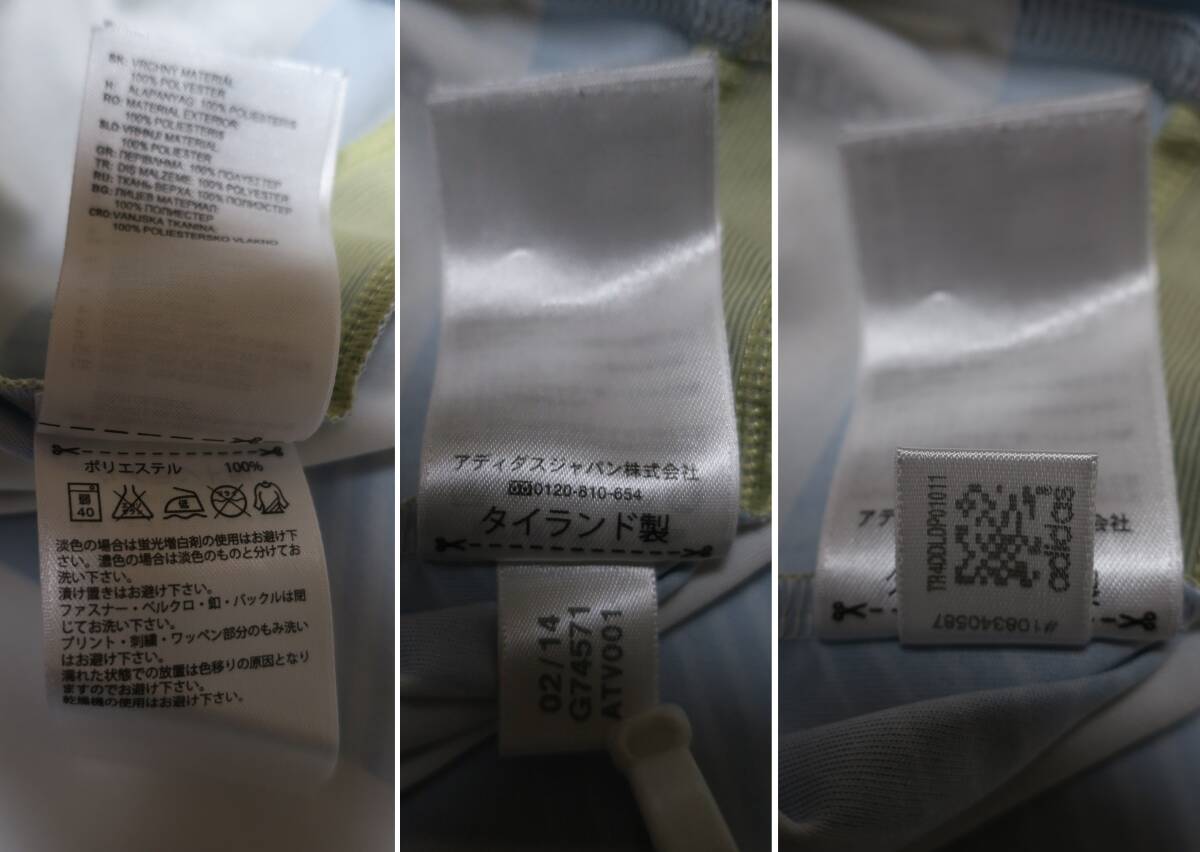 SK: VRCHNY MATERIAL
100% POLYESTER
H: ALAPANYAG: 100% POLIESTERIS
RO: MATERIAL EXTERIOR:
100% POLIESTERIS
SLO: VRHNJI MATERIAL
100% POLIESTER
GR: ΠΕΡΙΒΛΗΜΑ: 100% ΠΟΛΥΕΣΤΕΡ
TR: DIS MALZEME: 100% POLYESTER
RU: ТКАНЬ ВЕРХА: 100% ПОЛИЭСТЕР
BG: ЛИЦЕВ МАТЕРИАЛ:
100% ПОЛИЕСТЕР
CRO: VANJSKA TKANINA:
100% POLIESTERSKO VLAKNO
ポリエステル 100%
40
淡色の場合は蛍光増白剤の使用はお避け下
さい。濃色の場合は淡色のものと分けてお
洗い下さい。
漬け置きはお避け下さい。
ファスナー・ベルクロ・釦・バックルは閉
じてお洗い下さい。
プリント・刺繍・ワッペン部分のもみ洗い
はお避け下さい。
濡れた状態での放置は色移りの原因となり
ますのでお避け下さい。
乾燥機の使用はお避け下さい。
アディダスジャパン株式会社
0120-810-654
タイランド製
02/14
G74571
ATV001
アデ
会社
TR40DL0P01011
adidas
#108340587